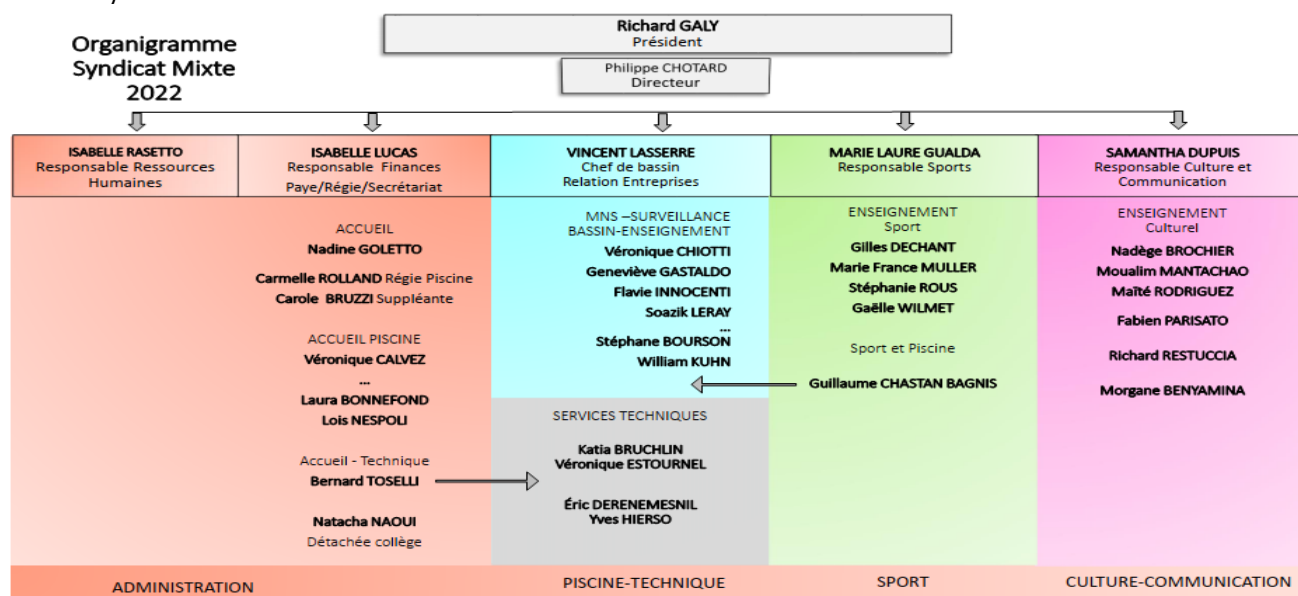 Organigramme
Syndicat Mixte
2022
Richard GALY
Président
Philippe CHOTARD
Directeur
ISABELLE RASETTO
Responsable Ressources
Humaines
ISABELLE LUCAS
Responsable Finances
Paye/Régie/Secrétariat
VINCENT LASSERRE
Chef de bassin
Relation Entreprises
MARIE LAURE GUALDA
Responsable Sports
SAMANTHA DUPUIS
Responsable Culture et
Communication
ACCUEIL
Nadine GOLETTO
Carmelle ROLLAND Régie Piscine
Carole BRUZZI Suppléante
ACCUEIL PISCINE
Véronique CALVEZ
...
Laura BONNEFOND
Lois NESPOLI
Accueil - Technique
Bernard TOSELLI
Natacha NAOUI
Détachée collège
MNS –SURVEILLANCE
BASSIN-ENSEIGNEMENT
Véronique CHIOTTI
Geneviève GASTALDO
Flavie INNOCENTI
Soazik LERAY
...
Stéphane BOURSON
William KUHN
SERVICES TECHNIQUES
Katia BRUCHLIN
Véronique ESTOURNEL
Éric DERENEMESNIL
Yves HIERSO
ENSEIGNEMENT
Sport
Gilles DECHANT
Marie France MULLER
Stéphanie ROUS
Gaëlle WILMET
Sport et Piscine
Guillaume CHASTAN BAGNIS
ENSEIGNEMENT
Culturel
Nadège BROCHIER
Moualim MANTACHAO
Maïté RODRIGUEZ
Fabien PARISATO
Richard RESTUCCIA
Morgane BENYAMINA
ADMINISTRATION
PISCINE-TECHNIQUE
SPORT
CULTURE-COMMUNICATION